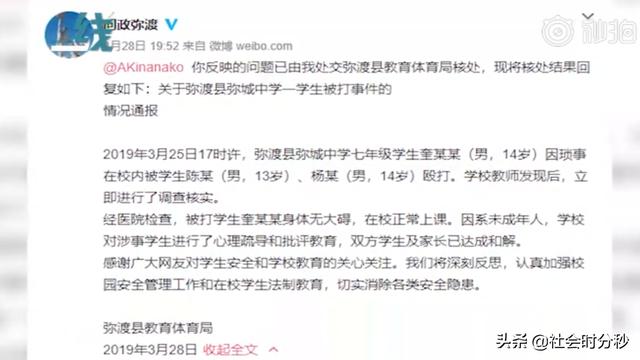 问政弥渡
秒拍
线
月28日 19:52 来自 微博 weibo.com
@AKinanako 你反映的问题已由我处交弥渡县教育体育局核处，现将核处结果回
复如下：关于弥渡县弥城中学一学生被打事件的
情况通报
2019年3月25日17时许，弥渡县弥城中学七年级学生奎某某（男，14岁）因琐事
在校内被学生陈某（男，13岁）、杨某（男，14岁）殴打。学校教师发现后，立
即进行了调查核实。
经医院检查，被打学生奎某某身体无大碍，在校正常上课。因系未成年人，学校
对涉事学生进行了心理疏导和批评教育，双方学生及家长已达成和解。
感谢广大网友对学生安全和学校教育的关心关注。我们将深刻反思，认真加强校
园安全管理工作和在校学生法制教育，切实消除各类安全隐患。
弥渡县教育体育局
2019年3月28日 收起全文
头条 @社会时分秒